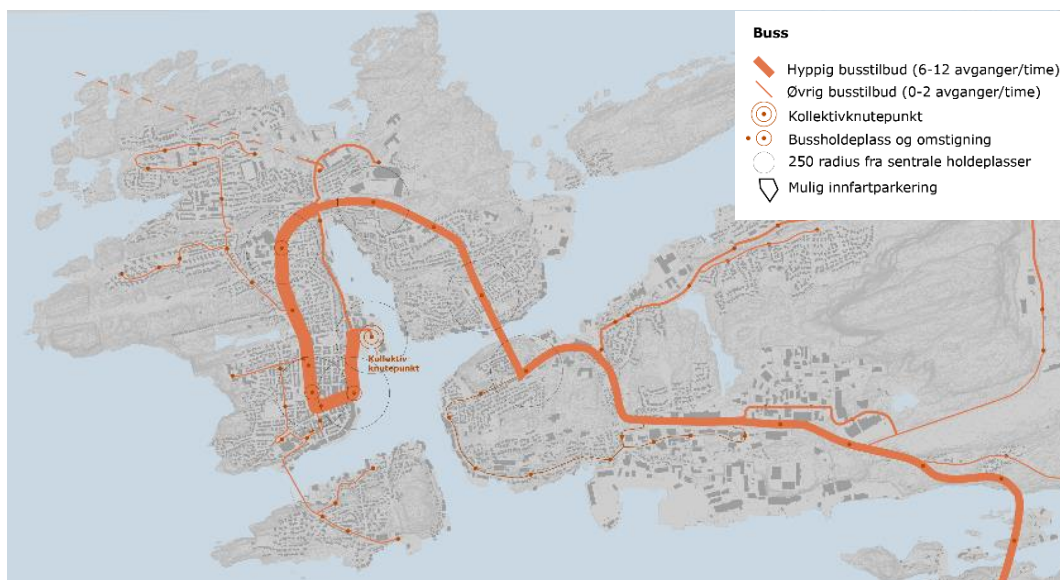 Buss
Hyppig busstilbud (6-12 avganger/time)
Øvrig busstilbud (0-2 avganger/time)
Kollektivknutepunkt
Bussholdeplass og omstigning
250 radius fra sentrale holdeplasser
Mulig innfartparkering
Kollektiv
knutepunkt